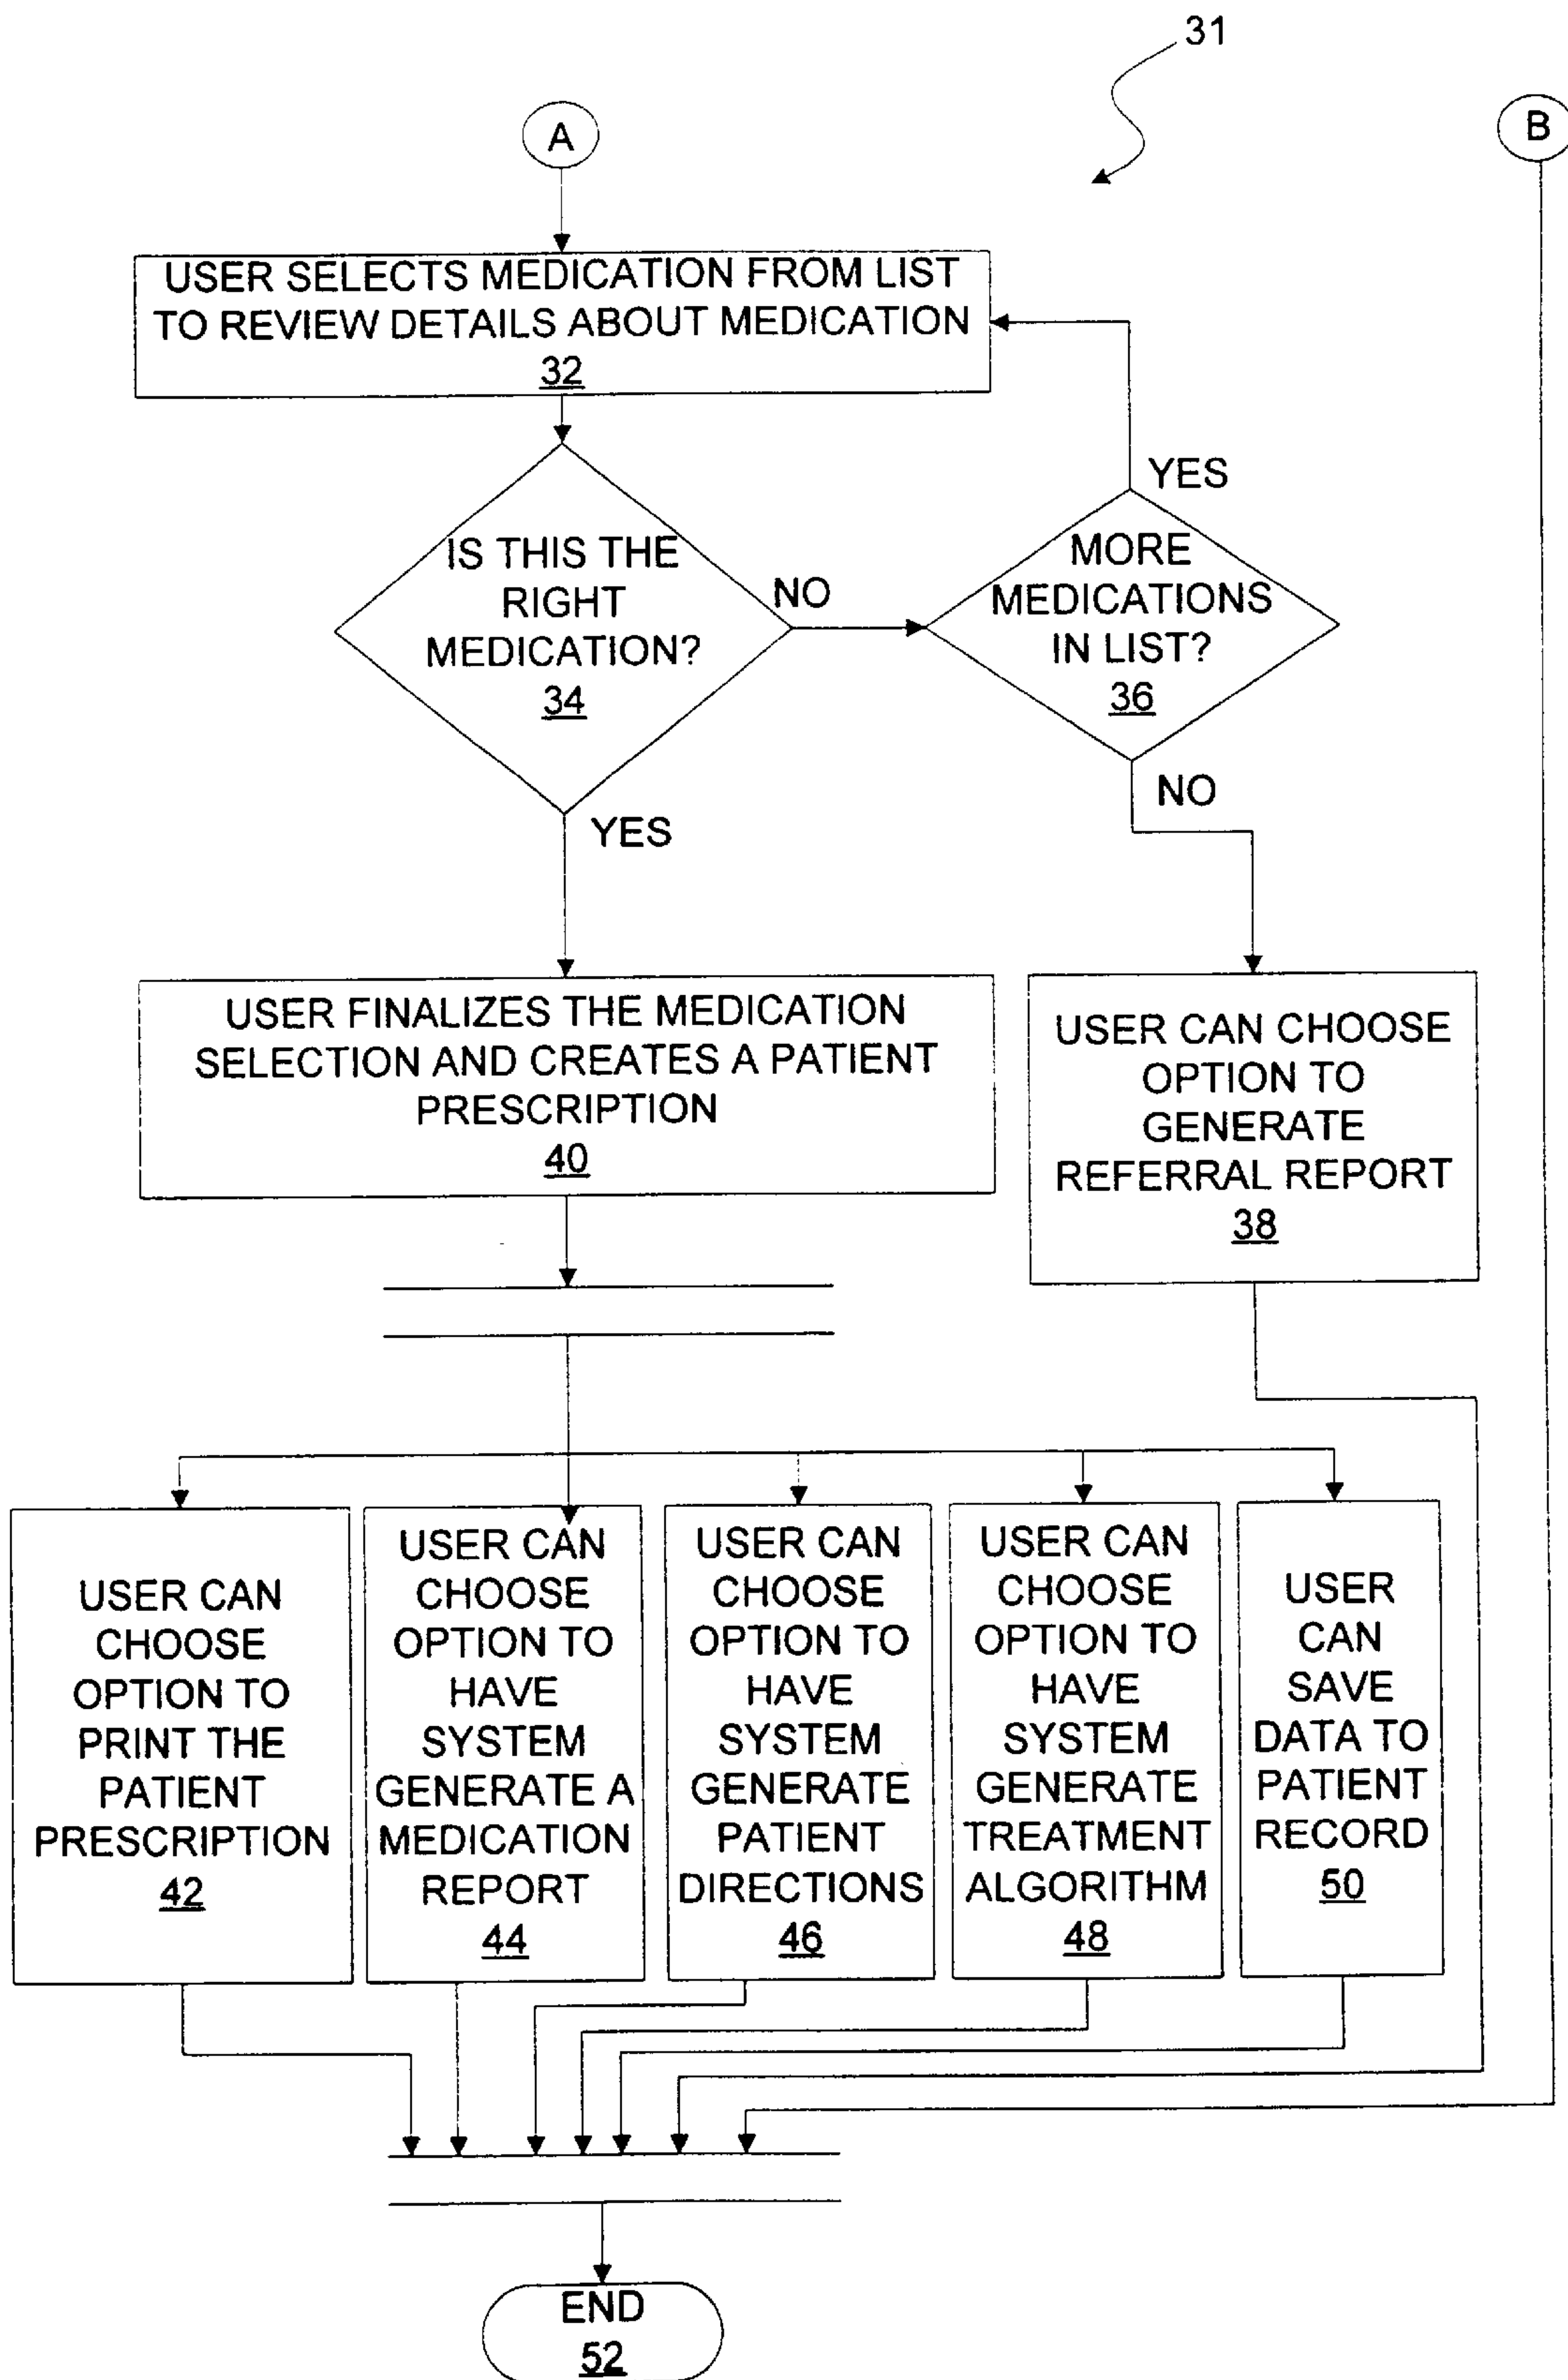 31
A
B
USER SELECTS MEDICATION FROM LIST
TO REVIEW DETAILS ABOUT MEDICATION
32
YES
IS THIS THE
RIGHT
MEDICATION?
34
NO
MORE
MEDICATIONS
IN LIST?
36
NO
YES
USER FINALIZES THE MEDICATION
SELECTION AND CREATES A PATIENT
PRESCRIPTION
40
USER CAN CHOOSE
OPTION TO
GENERATE
REFERRAL REPORT
38
USER CAN
CHOOSE
OPTION TO
PRINT THE
PATIENT
PRESCRIPTION
42
USER CAN
CHOOSE
OPTION TO
HAVE
SYSTEM
GENERATE A
MEDICATION
REPORT
44
USER CAN
CHOOSE
OPTION TO
HAVE
SYSTEM
GENERATE
PATIENT
DIRECTIONS
46
USER CAN
CHOOSE
OPTION TO
HAVE
SYSTEM
GENERATE
TREATMENT
ALGORITHM
48
USER
CAN
SAVE
DATA TO
PATIENT
RECORD
50
END
52